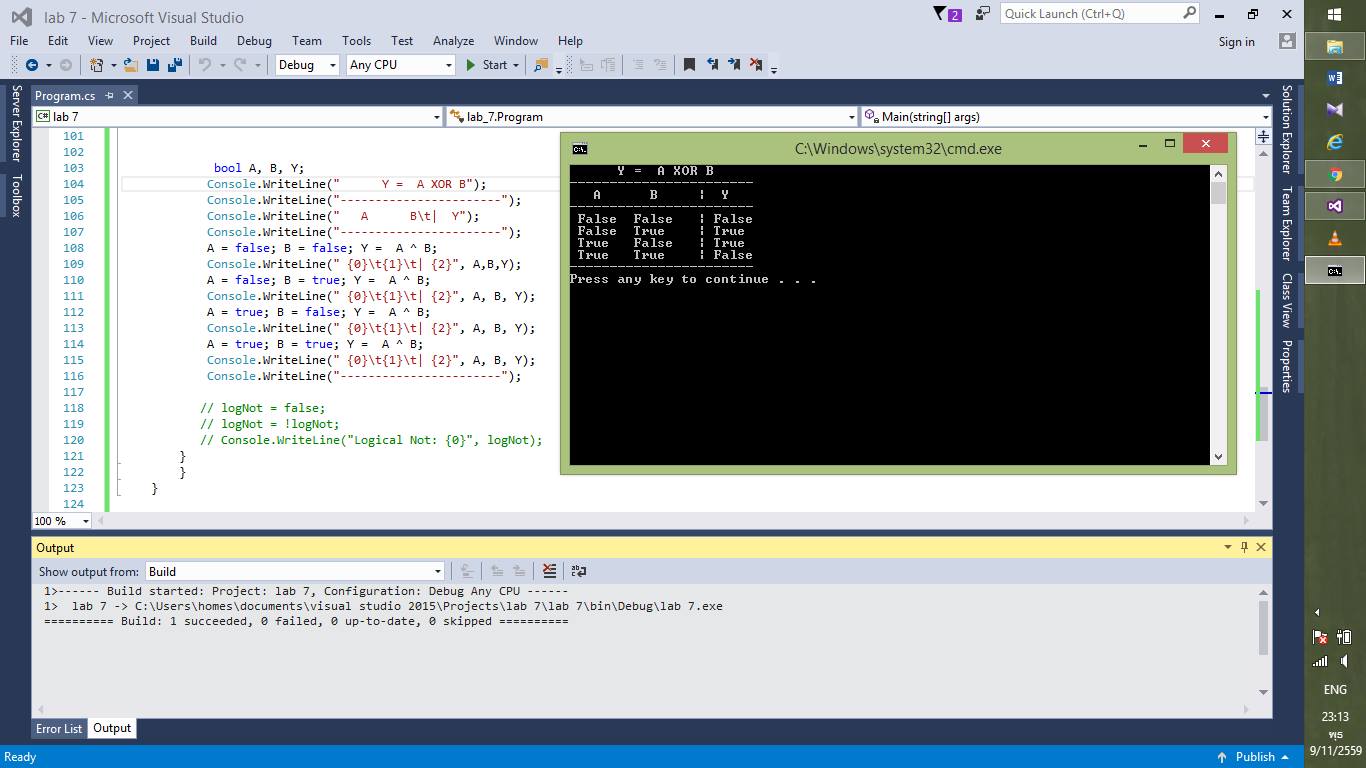 lab 7 - Microsoft Visual Studio
2
Quick Launch (Ctrl+Q)
File Edit View Project Build Debug Team Tools Test Analyze Window Help
Sign in
Debug Any CPU Start
Server Explorer
Toolbox
Program.cs
C# lab 7 lab_7.Program Main(string[] args)
101
102
103 bool A, B, Y;
104 Console.WriteLine("      Y =  A XOR B");
105 Console.WriteLine("-----------------------");
106 Console.WriteLine("   A      B\t|  Y");
107 Console.WriteLine("-----------------------");
108 A = false; B = false; Y =  A ^ B;
109 Console.WriteLine(" {0}\t{1}\t| {2}", A,B,Y);
110 A = false; B = true; Y =  A ^ B;
111 Console.WriteLine(" {0}\t{1}\t| {2}", A, B, Y);
112 A = true; B = false; Y =  A ^ B;
113 Console.WriteLine(" {0}\t{1}\t| {2}", A, B, Y);
114 A = true; B = true; Y =  A ^ B;
115 Console.WriteLine(" {0}\t{1}\t| {2}", A, B, Y);
116 Console.WriteLine("-----------------------");
117
118 // logNot = false;
119 // logNot = !logNot;
120 // Console.WriteLine("Logical Not: {0}", logNot);
121 }
122 }
123 }
124
100 %
C:\Windows\system32\cmd.exe
      Y =  A XOR B
-----------------------
   A      B     ¦  Y
-----------------------
 False  False   ¦ False
 False  True    ¦ True
 True   False   ¦ True
 True   True    ¦ False
-----------------------
Press any key to continue . . .
Solution Explorer
Team Explorer
Class View
Properties
Output
Show output from: Build
1>------ Build started: Project: lab 7, Configuration: Debug Any CPU ------
1>  lab 7 -> C:\Users\homes\documents\visual studio 2015\Projects\lab 7\lab 7\bin\Debug\lab 7.exe
========== Build: 1 succeeded, 0 failed, 0 up-to-date, 0 skipped ==========
Error List Output
Ready
Publish
ENG
23:13
พุธ
9/11/2559